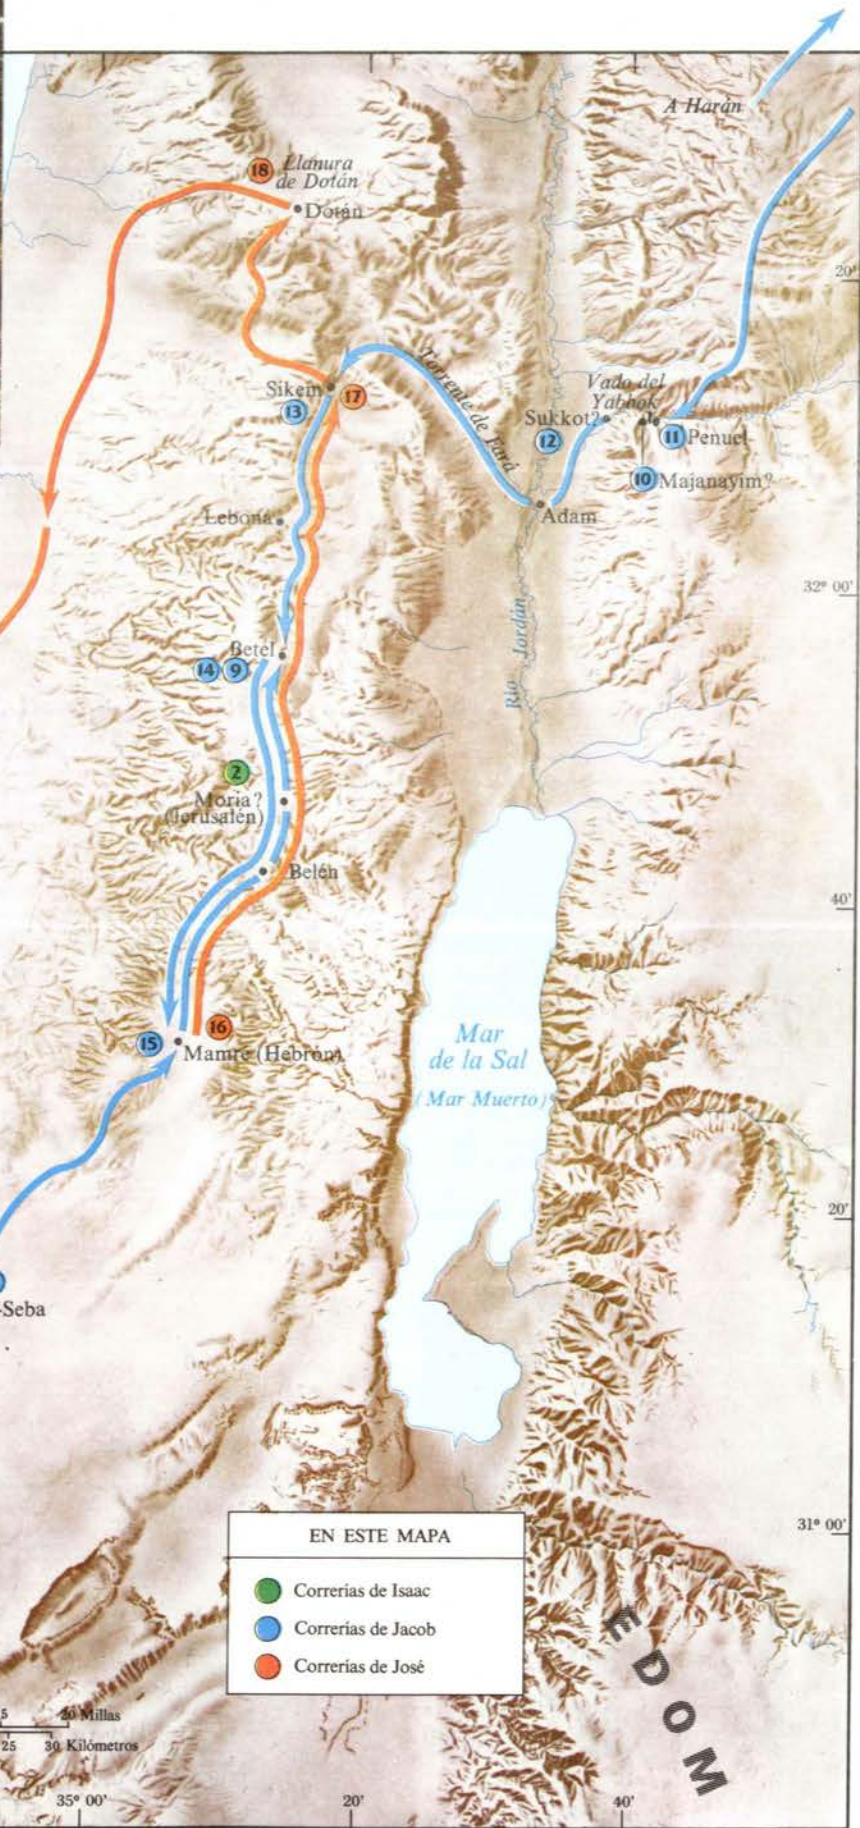 A Harán
18
Llanura
de Dotán
Dotán
20'
Torrente de Fará
Vado del
Yabbok
Sikem
17
13
Sukkot?
12
11 Penuel
10 Majanayim?
Adam
Lebona
32° 00'
Río Jordán
Betel
14 9
2
Moria?
(Jerusalén)
Belén
40'
16
15
Mamre (Hebrón)
Mar
de la Sal
(Mar Muerto)
20'
-Seba
31° 00'
EN ESTE MAPA
Correrías de Isaac
Correrías de Jacob
Correrías de José
EDOM
5 20 Millas
25 30 Kilómetros
35° 00' 20' 40'